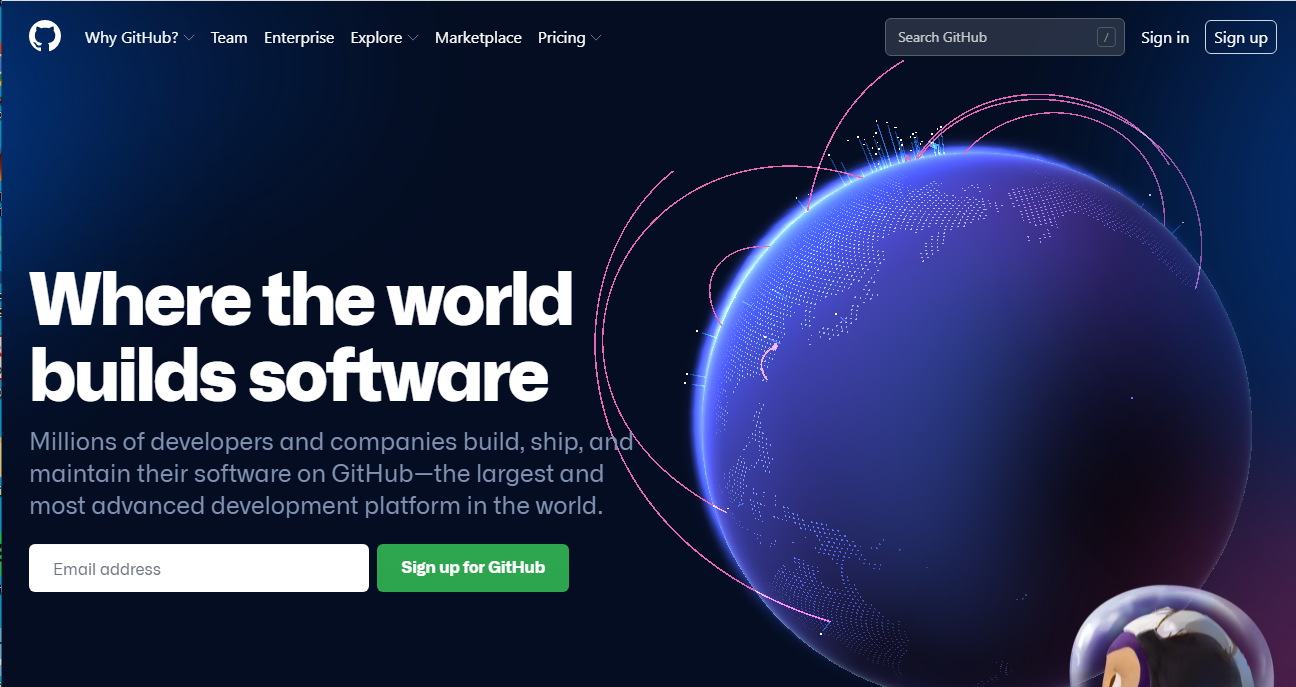 Why GitHub? Team Enterprise Explore Marketplace Pricing Search GitHub / Sign in Sign up
Where the world
builds software
Millions of developers and companies build, ship, and
maintain their software on GitHub—the largest and
most advanced development platform in the world.
Email address Sign up for GitHub